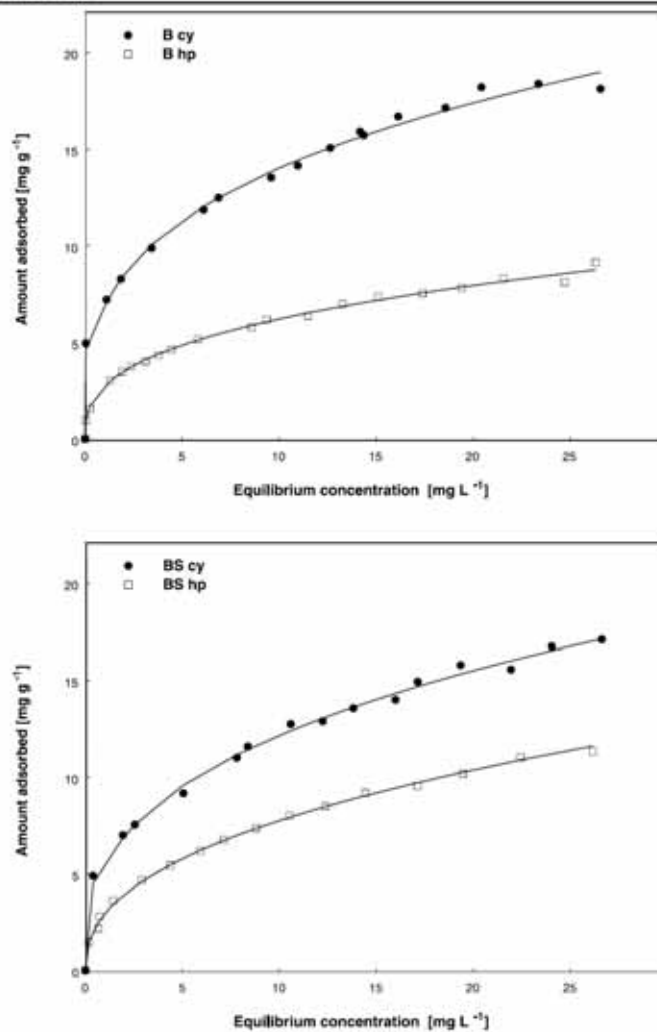 B cy
B hp
20
15
10
5
0
Amount adsorbed [mg g⁻¹]
0 5 10 15 20 25
Equilibrium concentration [mg L⁻¹]
BS cy
BS hp
20
15
10
5
0
Amount adsorbed [mg g⁻¹]
0 5 10 15 20 25
Equilibrium concentration [mg L⁻¹]